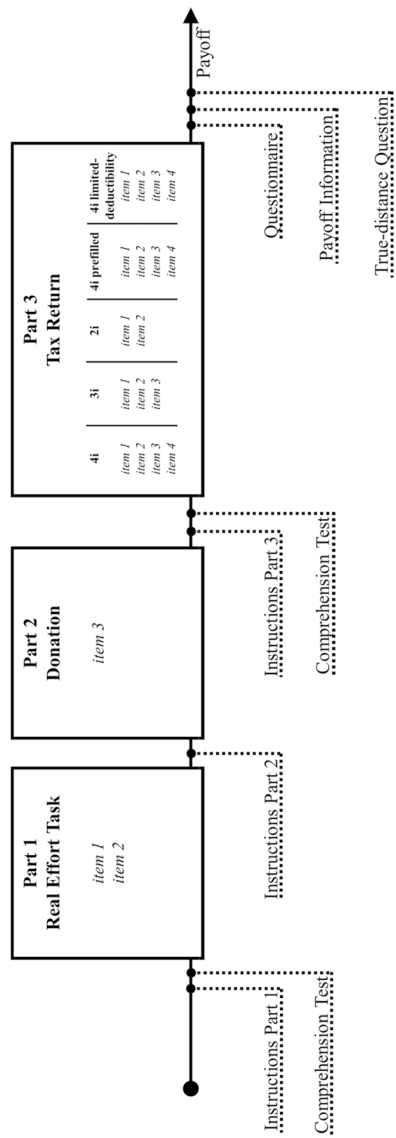 Part 1
Real Effort Task
item 1
item 2
Part 2
Donation
item 3
Part 3
Tax Return
4i
item 1
item 2
item 3
item 4
3i
item 1
item 2
item 3
2i
item 1
item 2
4i prefilled
item 1
item 2
item 3
item 4
4i limited-
deductibility
item 1
item 2
item 3
item 4
Payoff
Instructions Part 1
Comprehension Test
Instructions Part 2
Instructions Part 3
Comprehension Test
Questionnaire
Payoff Information
True-distance Question